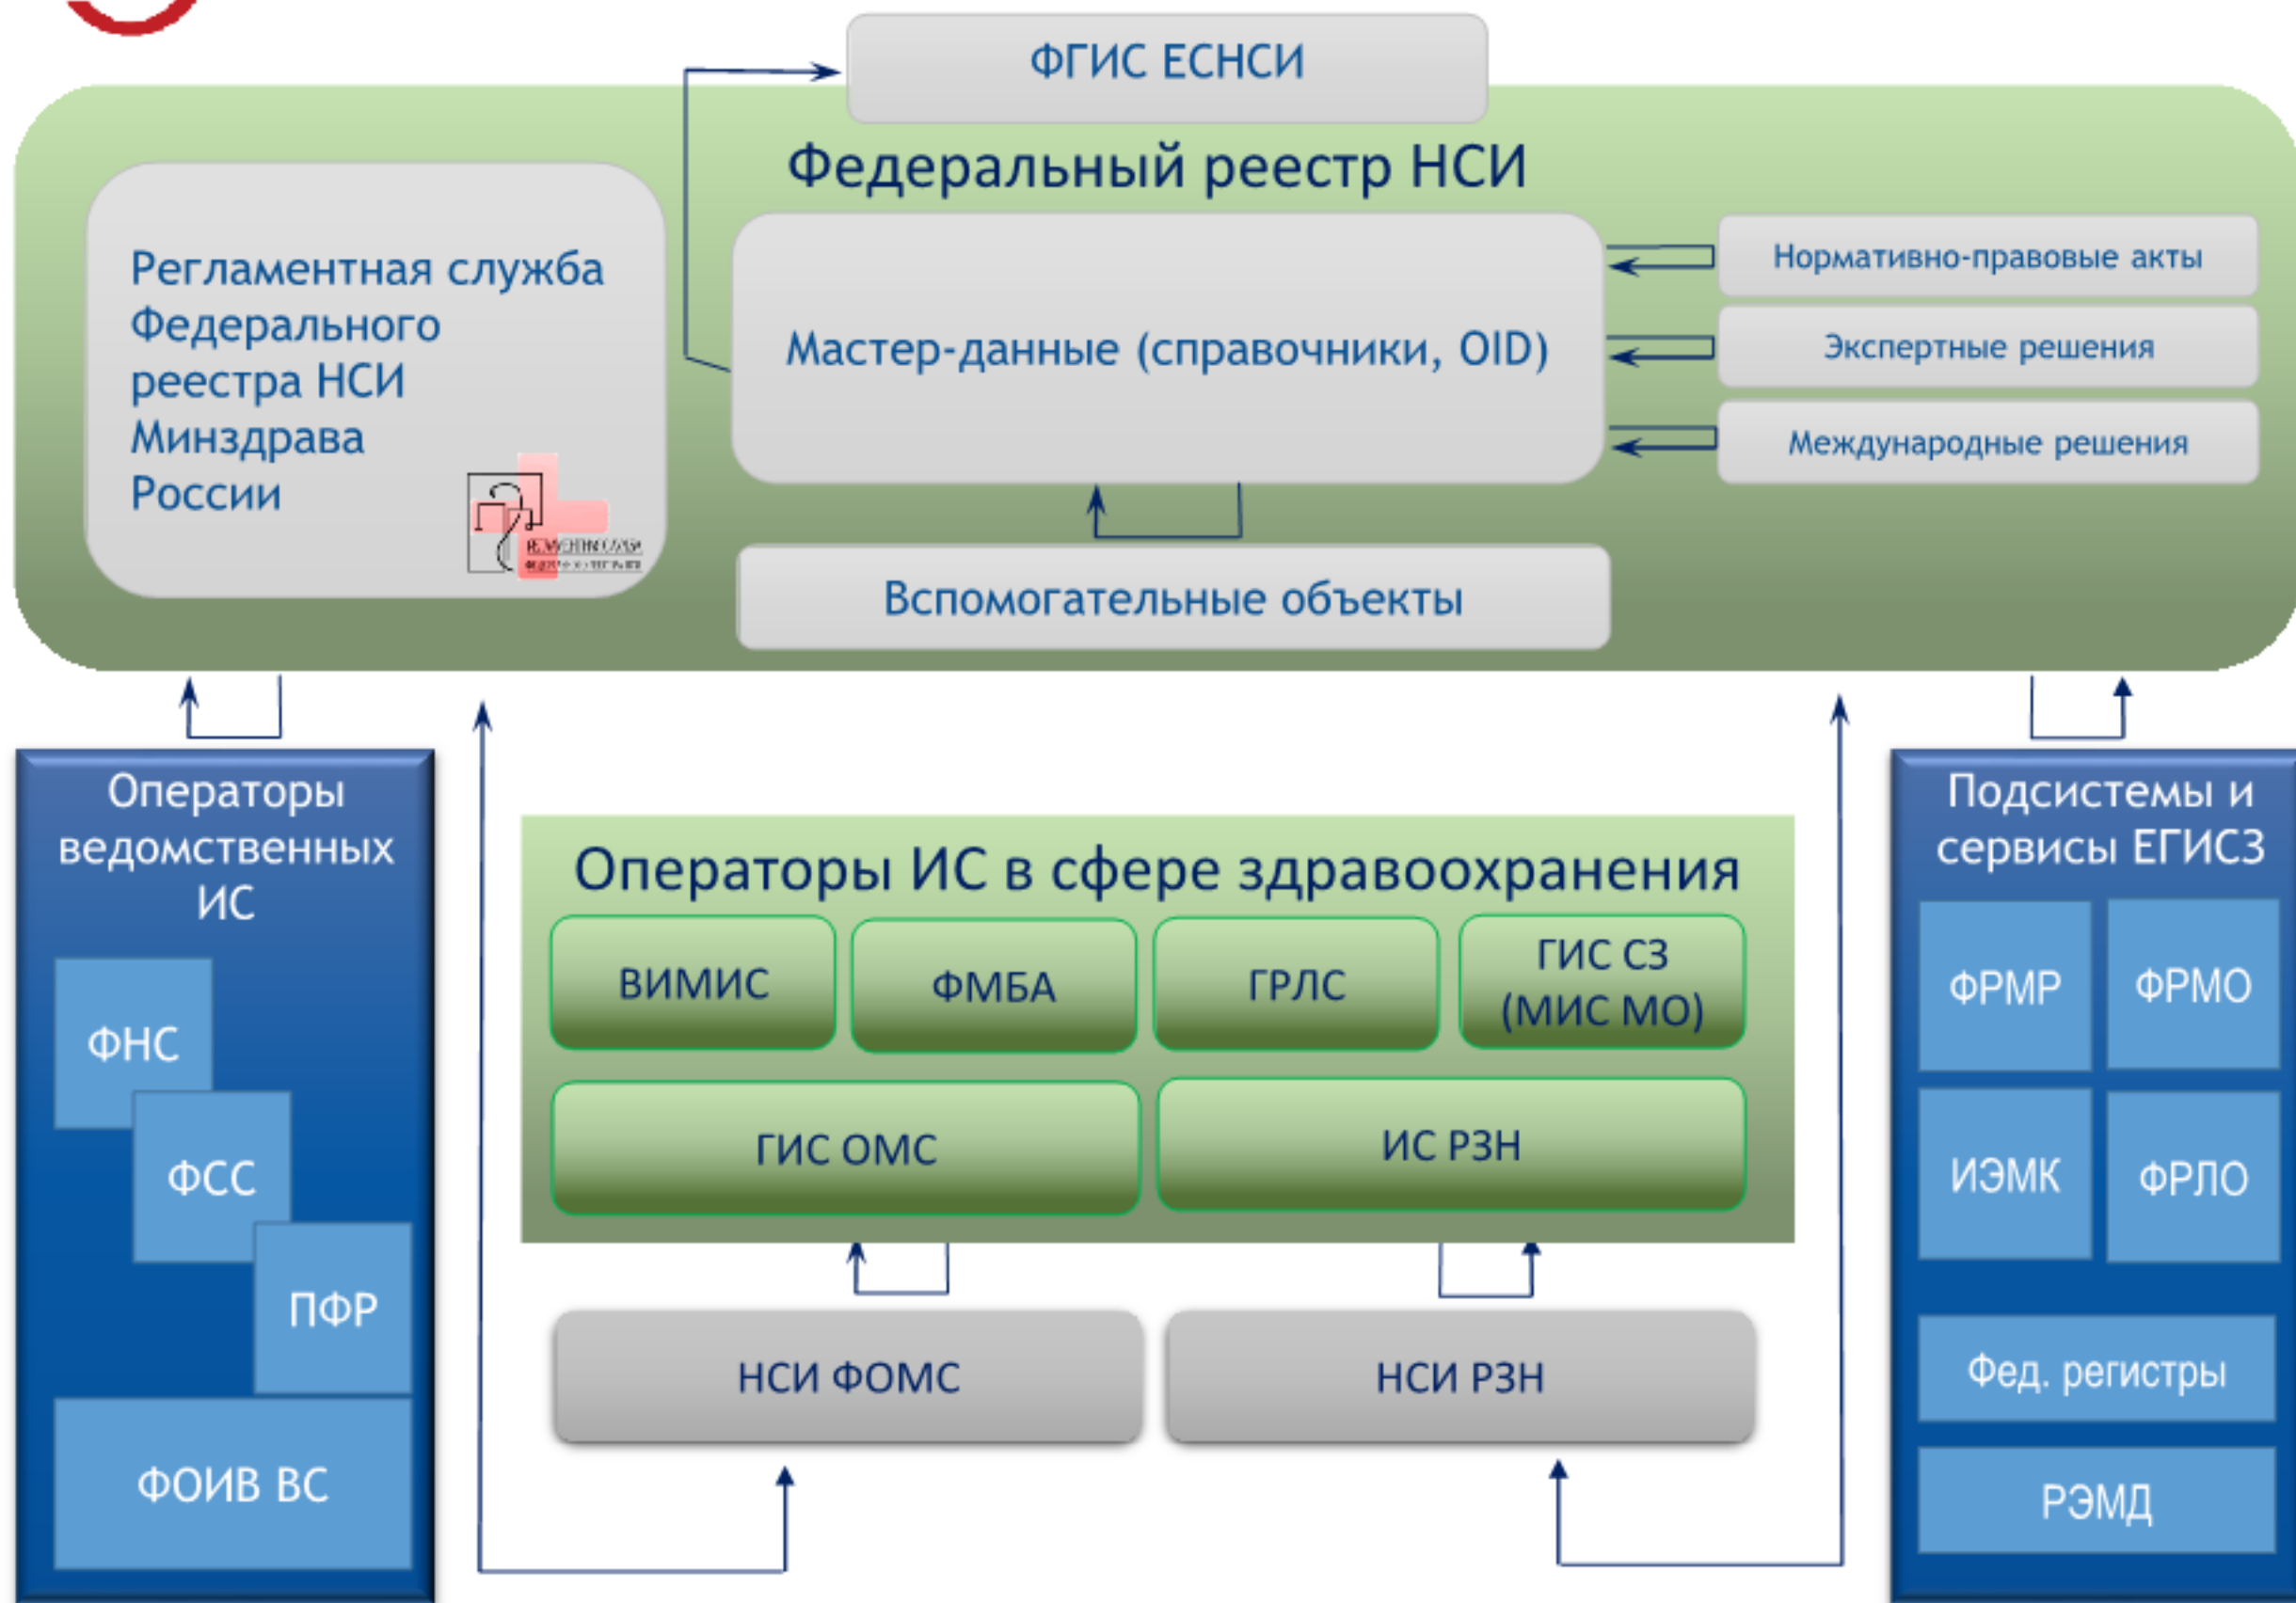 ФГИС ЕСНСИ
Федеральный реестр НСИ
Регламентная служба
Федерального
реестра НСИ
Минздрава
России
Мастер-данные (справочники, OID)
Нормативно-правовые акты
Экспертные решения
Международные решения
Вспомогательные объекты
Операторы
ведомственных
ИС
ФНС
ФСС
ПФР
ФОИВ ВС
Операторы ИС в сфере здравоохранения
ВИМИС
ФМБА
ГРЛС
ГИС СЗ
(МИС МО)
ГИС ОМС
ИС РЗН
НСИ ФОМС
НСИ РЗН
Подсистемы и
сервисы ЕГИСЗ
ФРМР
ФРМО
ИЭМК
ФРЛО
Фед. регистры
РЭМД